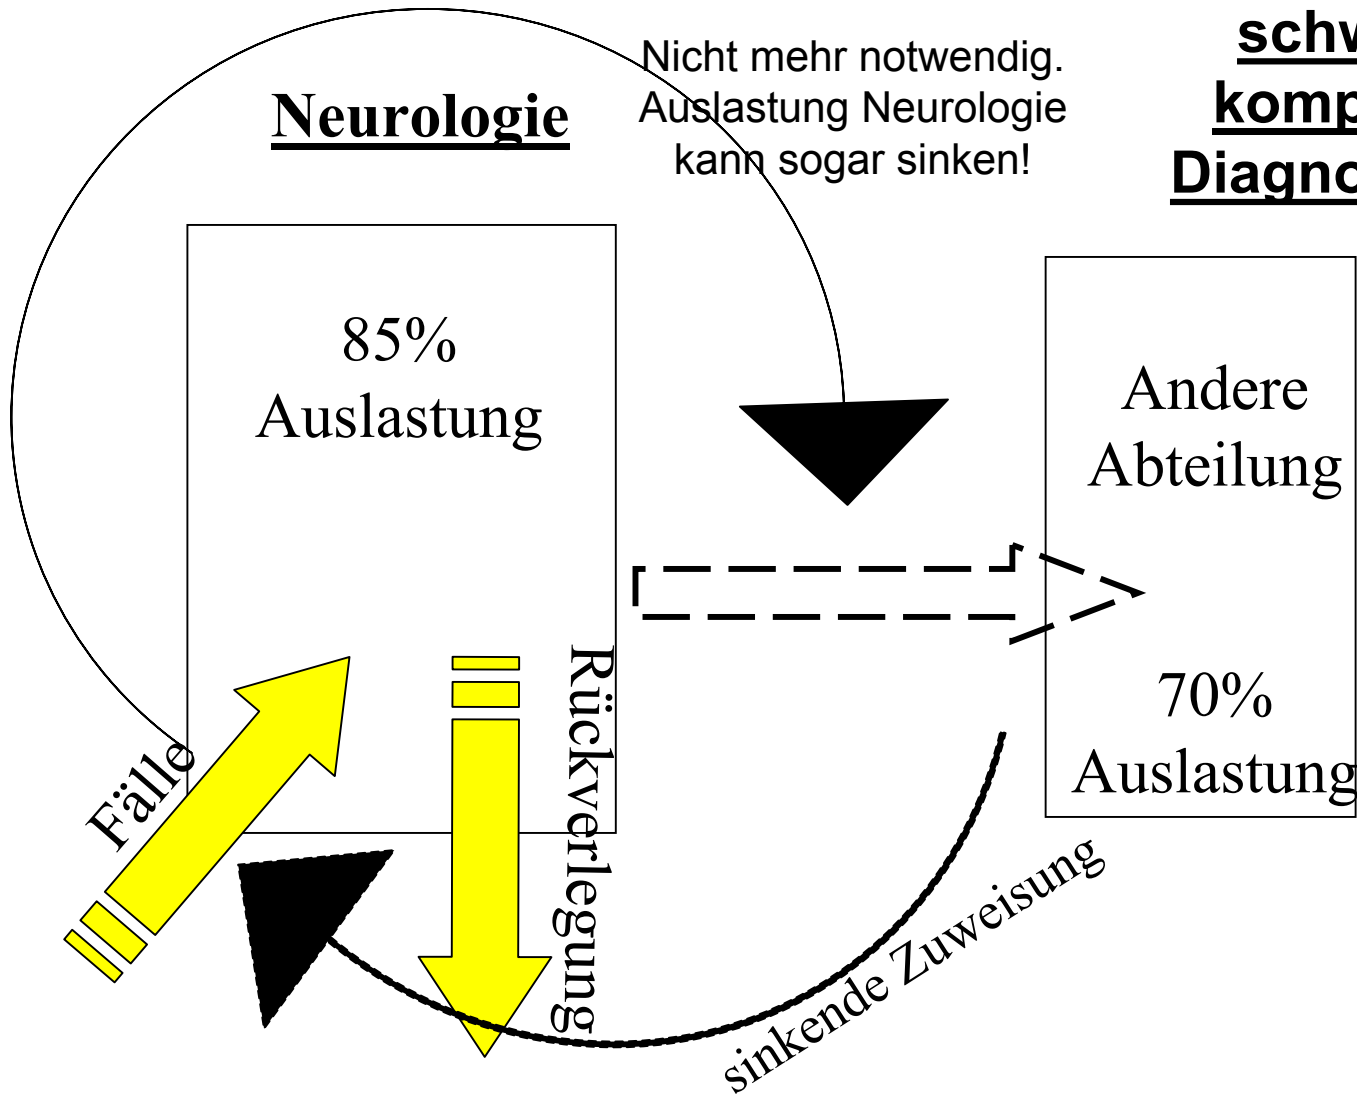 Nicht mehr notwendig.
Auslastung Neurologie
kann sogar sinken!
Neurologie
85%
Auslastung
Andere
Abteilung
70%
Auslastung
Fälle
Rückverlegung
sinkende Zuweisung